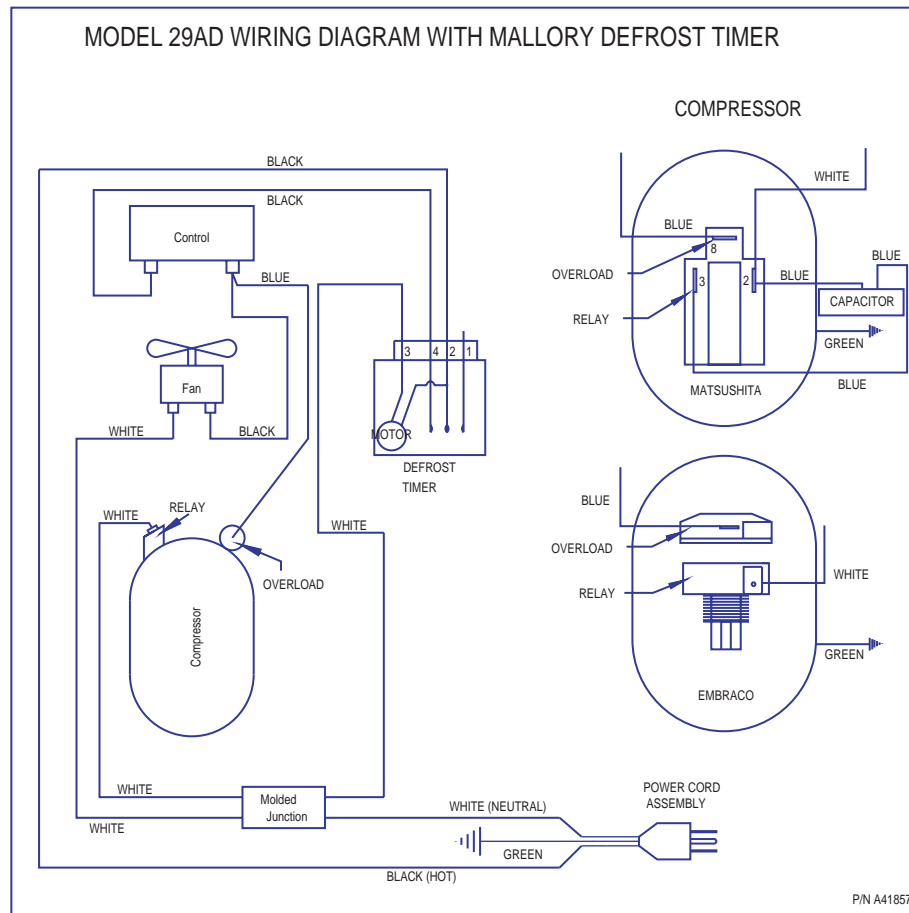 MODEL 29AD WIRING DIAGRAM WITH MALLORY DEFROST TIMER
BLACK
BLACK
Control
BLUE
Fan
WHITE
BLACK
3 4 2 1
MOTOR
DEFROST
TIMER
WHITE
RELAY
WHITE
OVERLOAD
Compressor
WHITE
WHITE
Molded
Junction
WHITE (NEUTRAL)
GREEN
BLACK (HOT)
POWER CORD
ASSEMBLY
COMPRESSOR
WHITE
BLUE
8
OVERLOAD
3
2
BLUE
BLUE
CAPACITOR
RELAY
GREEN
BLUE
MATSUSHITA
BLUE
OVERLOAD
RELAY
WHITE
GREEN
EMBRACO
P/N A41857